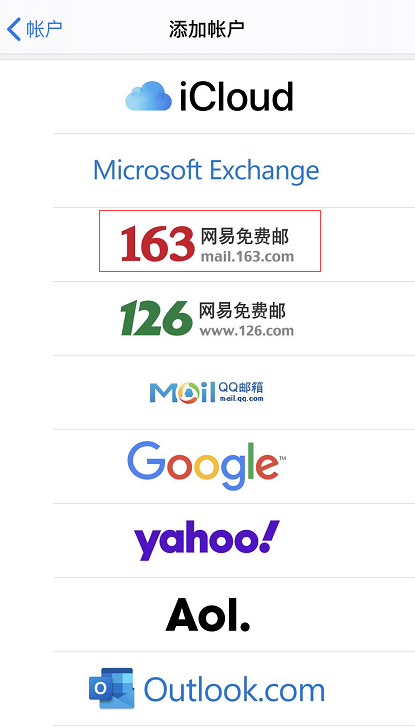 帐户
添加帐户
iCloud
Microsoft Exchange
163 网易免费邮
mail.163.com
126 网易免费邮
www.126.com
Mail QQ邮箱
mail.qq.com
Google™
yahoo!
Aol.
Outlook.com